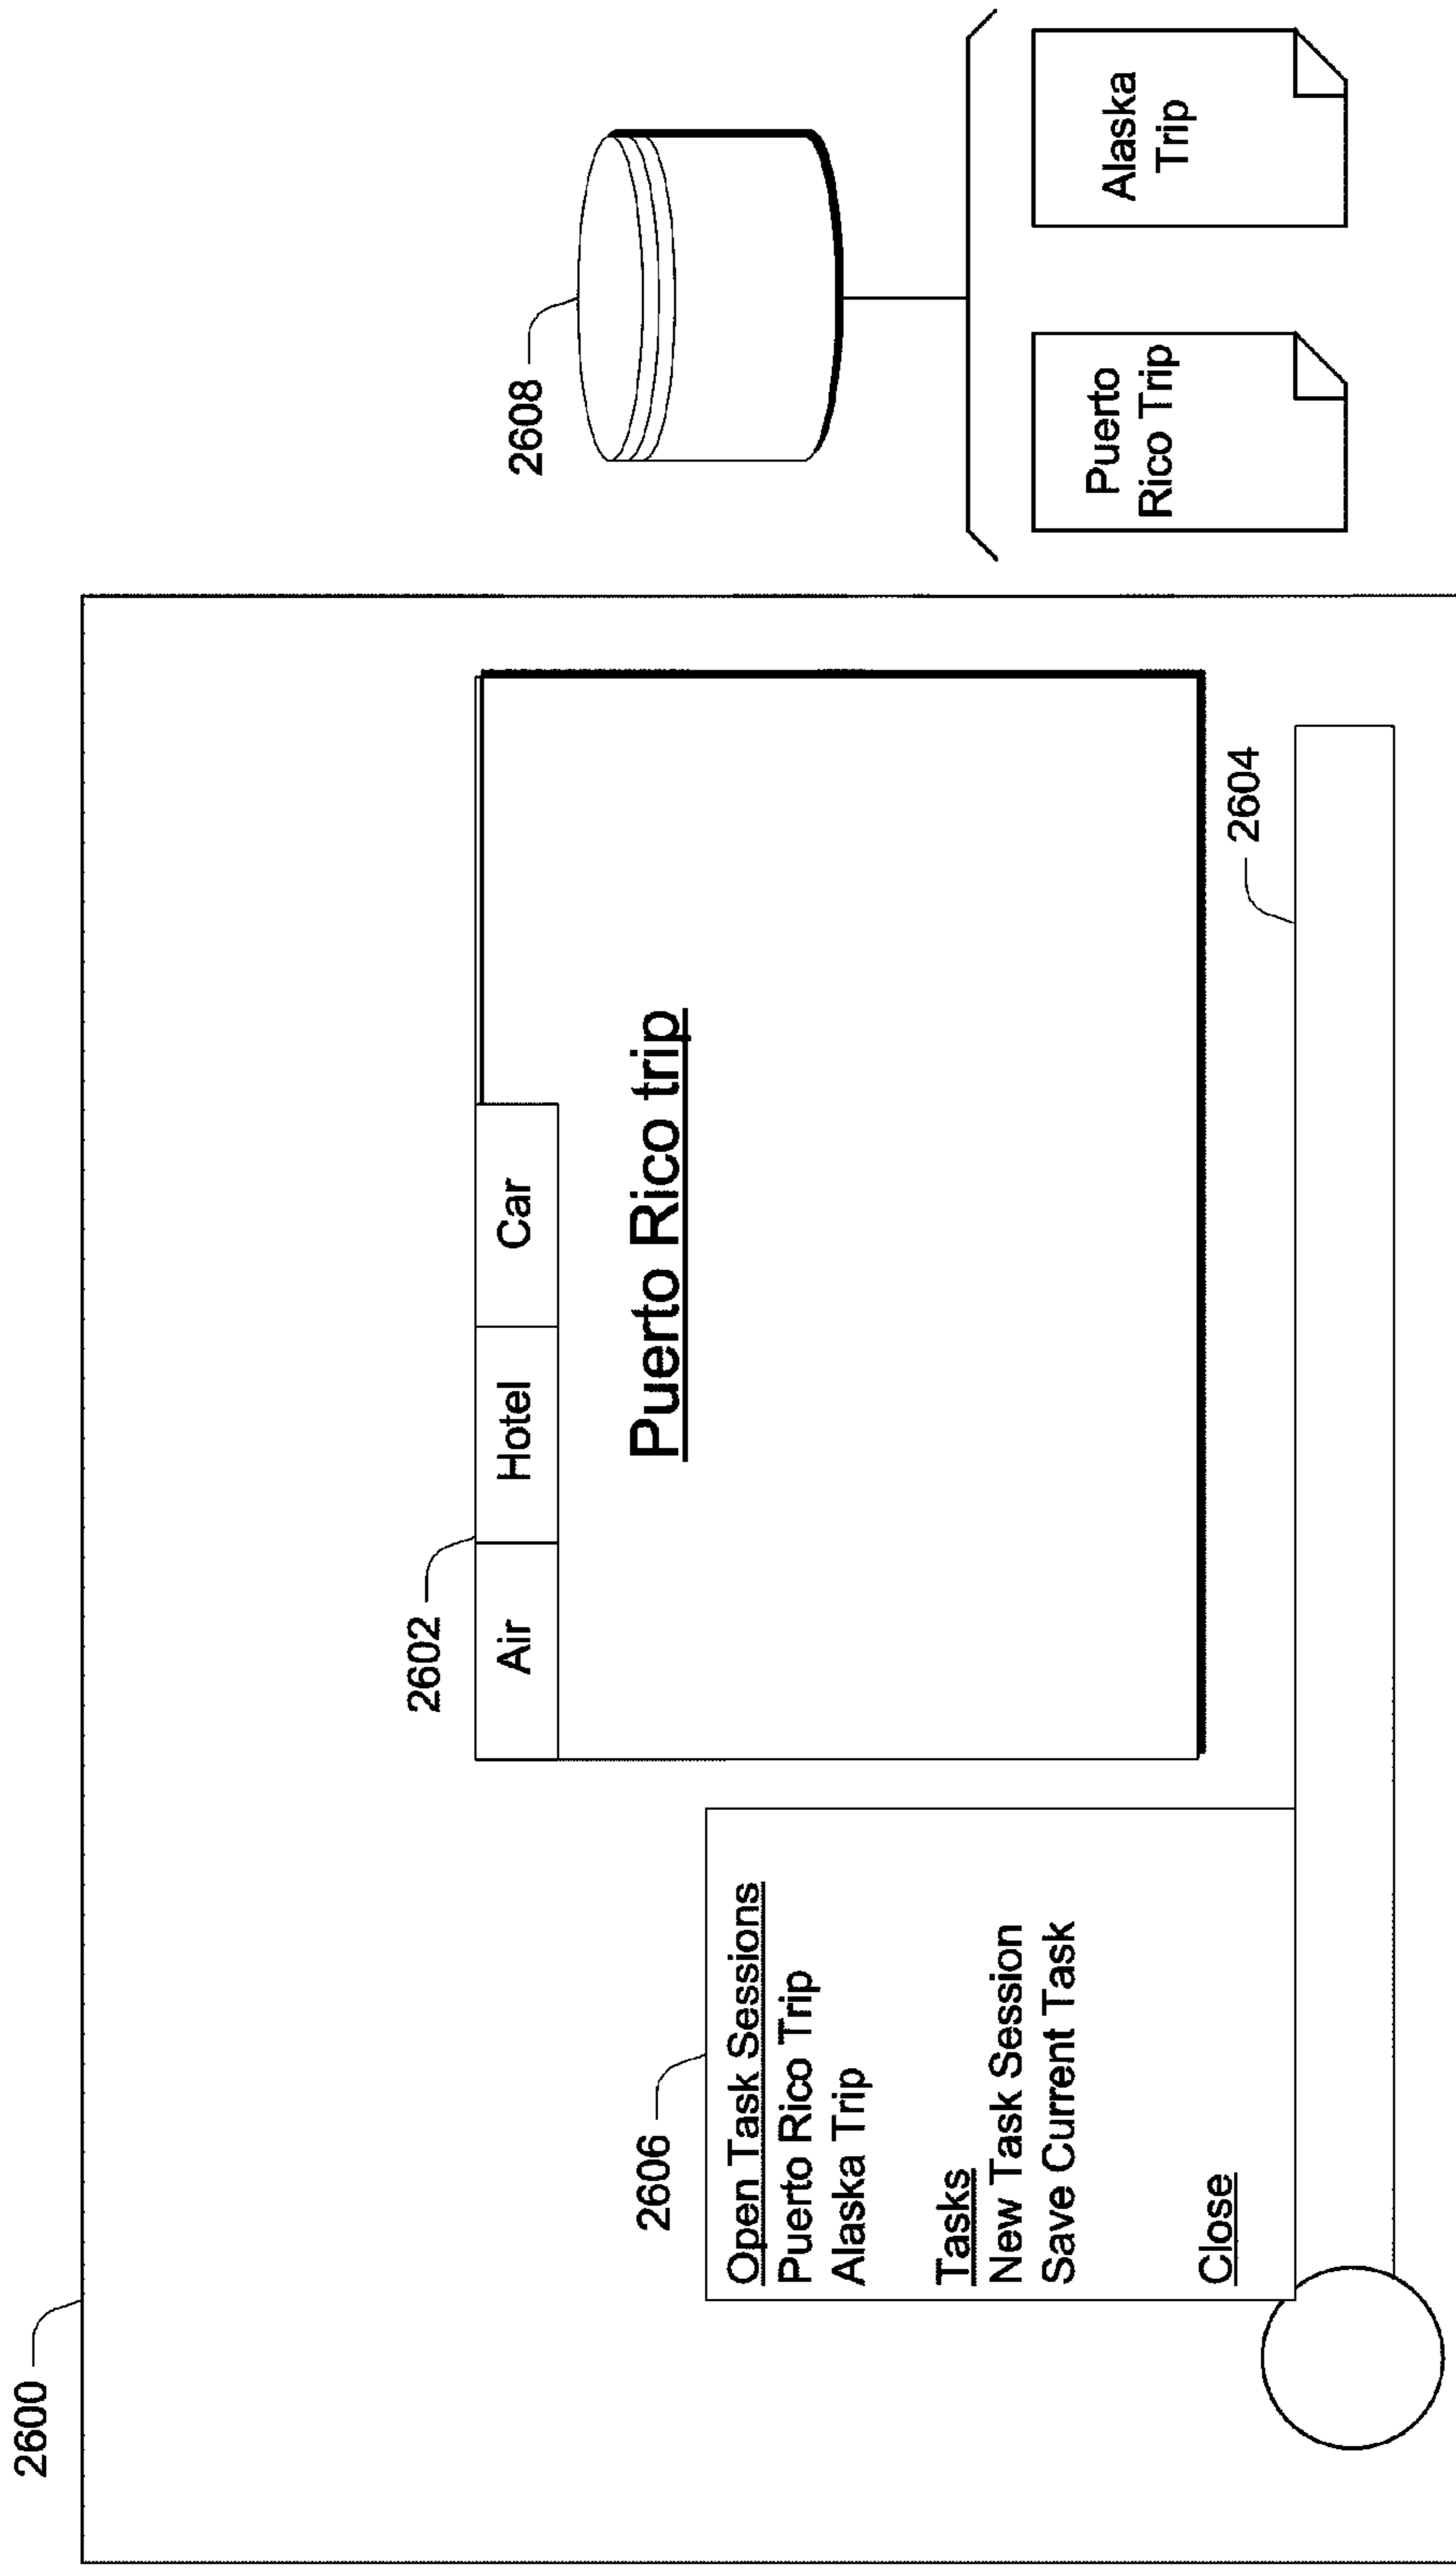 2600
2602
Air
Hotel
Car
Puerto Rico trip
2606
Open Task Sessions
Puerto Rico Trip
Alaska Trip
Tasks
New Task Session
Save Current Task
Close
2604
2608
Puerto
Rico Trip
Alaska
Trip